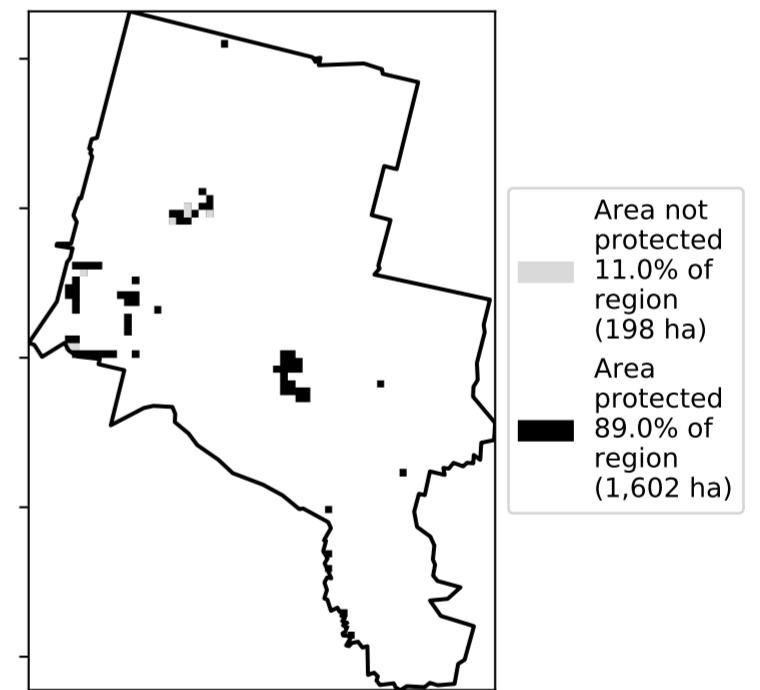 Area not
protected
11.0% of
region
(198 ha)
Area
protected
89.0% of
region
(1,602 ha)